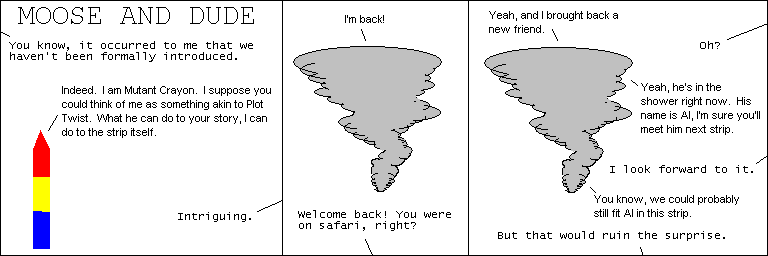 MOOSE AND DUDE
You know, it occurred to me that we
haven't been formally introduced.
Indeed. I am Mutant Crayon. I suppose you
could think of me as something akin to Plot
Twist. What he can do to your story, I can
do to the strip itself.
Intriguing.
I'm back!
Welcome back! You were
on safari, right?
Yeah, and I brought back a
new friend.
Oh?
Yeah, he's in the
shower right now. His
name is Al, I'm sure you'll
meet him next strip.
I look forward to it.
You know, we could probably
still fit Al in this strip.
But that would ruin the surprise.